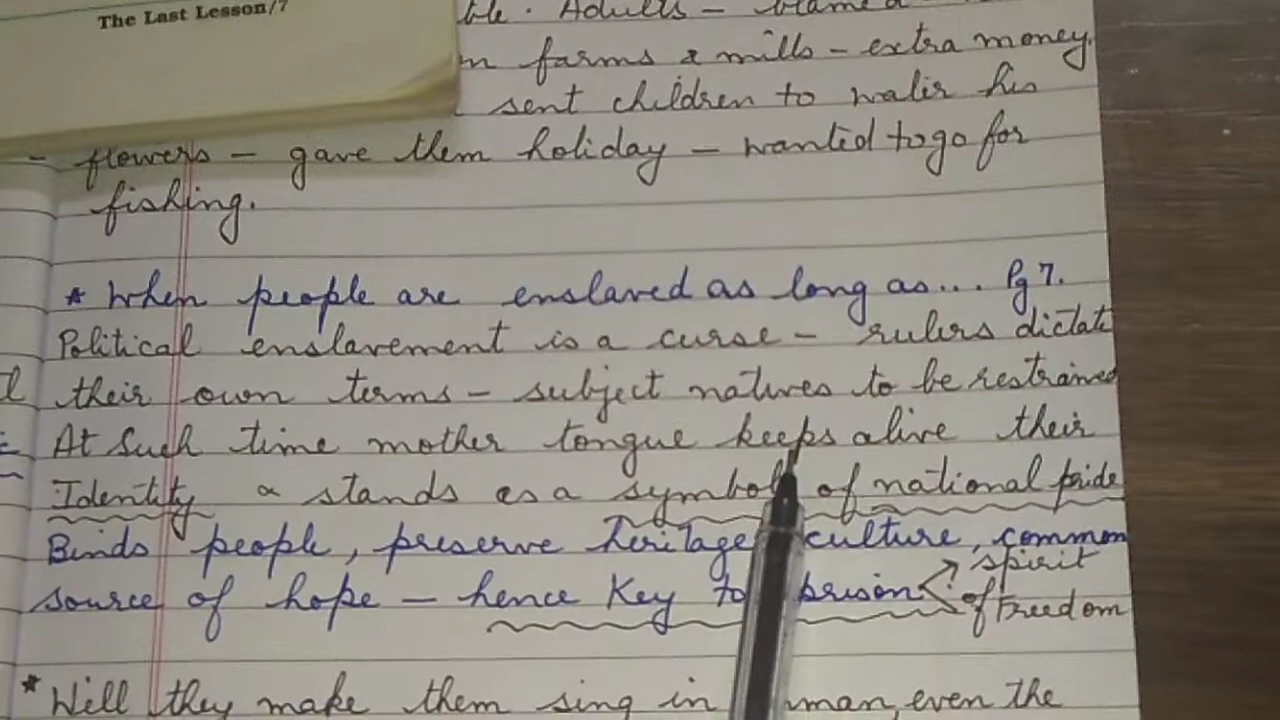 The Last Lesson/7
ble. Adults - blamed
farms & mills - extra money.
sent children to water his
- flowers - gave them holiday - wanted to go for
fishing.
* When people are enslaved as long as... Pg 7.
Political enslavement is a curse - rulers dictate
their own terms - subject natives to be restrained
At such time mother tongue keeps alive their
Identity & stands as a symbol of national pride
Binds people, preserve heritage culture, common
source of hope - hence Key to prison spirit of Freedom
* Will they make them sing in man, even the